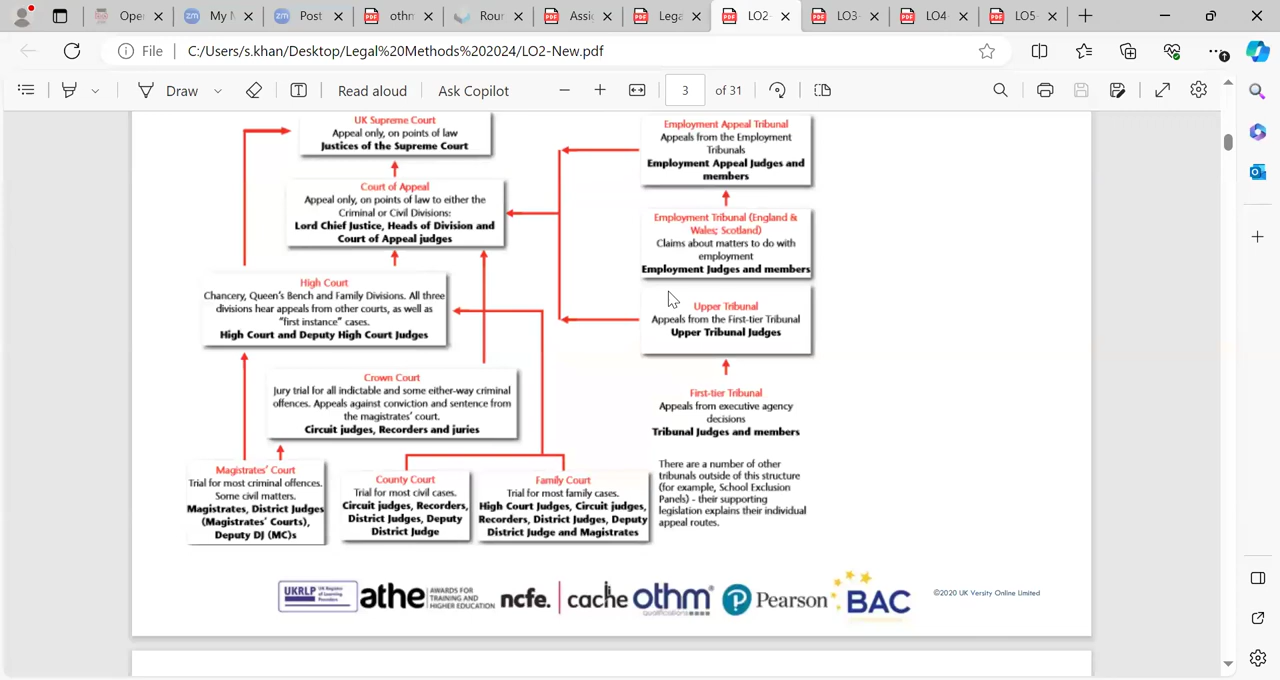 Oper
My M
Post
othm
Rour
Assig
Lega
LO2-
LO3-
LO4-
LO5-
File
C:/Users/s.khan/Desktop/Legal%20Methods%202024/LO2-New.pdf
Draw
Read aloud
Ask Copilot
3
of 31
UK Supreme Court
Appeal only, on points of law
Justices of the Supreme Court
Court of Appeal
Appeal only, on points of law to either the
Criminal or Civil Divisions:
Lord Chief Justice, Heads of Division and
Court of Appeal judges
High Court
Chancery, Queen's Bench and Family Divisions. All three
divisions hear appeals from other courts, as well as
"first instance" cases.
High Court and Deputy High Court Judges
Crown Court
Jury trial for all indictable and some either-way criminal
offences. Appeals against conviction and sentence from
the magistrates' court.
Circuit judges, Recorders and juries
Magistrates' Court
Trial for most criminal offences.
Some civil matters.
Magistrates, District Judges
(Magistrates' Courts),
Deputy DJ (MC)s
County Court
Trial for most civil cases.
Circuit judges, Recorders,
District Judges, Deputy
District Judge
Family Court
Trial for most family cases.
High Court Judges, Circuit judges,
Recorders, District Judges, Deputy
District Judge and Magistrates
Employment Appeal Tribunal
Appeals from the Employment
Tribunals
Employment Appeal Judges and
members
Employment Tribunal (England &
Wales; Scotland)
Claims about matters to do with
employment
Employment Judges and members
Upper Tribunal
Appeals from the First-tier Tribunal
Upper Tribunal Judges
First-tier Tribunal
Appeals from executive agency
decisions
Tribunal Judges and members
There are a number of other
tribunals outside of this structure
(for example, School Exclusion
Panels) - their supporting
legislation explains their individual
appeal routes.
UKRLP
athe
AWARDS FOR
TRAINING AND
HIGHER EDUCATION
ncfe.
cache
othm
qualifications
Pearson
BAC
©2020 UK Versity Online Limited